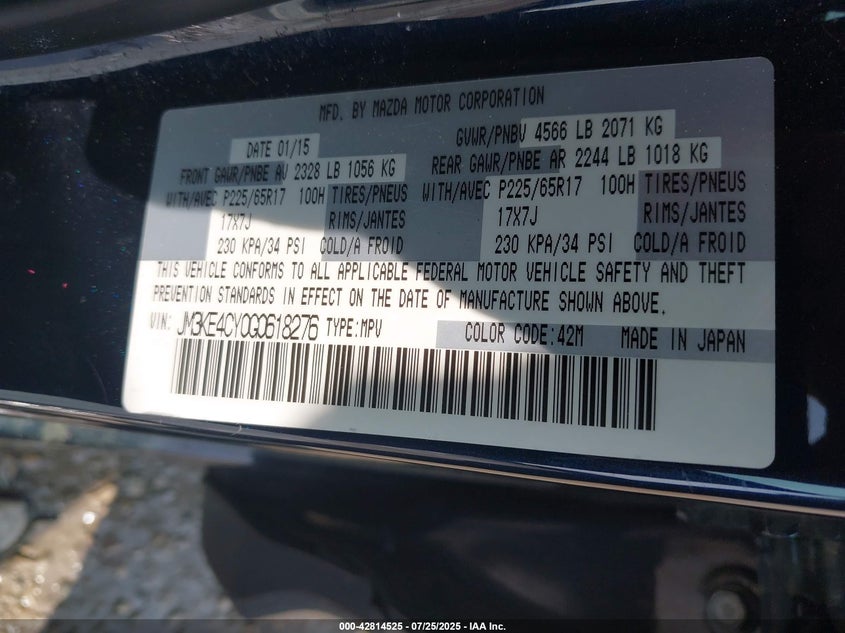 MFD. BY MAZDA MOTOR CORPORATION
DATE 01/15 GVWR/PNBV 4566 LB 2071 KG
FRONT GAWR/PNBE AV 2328 LB 1056 KG REAR GAWR/PNBE AR 2244 LB 1018 KG
WITH/AVEC P225/65R17 100H TIRES/PNEUS WITH/AVEC P225/65R17 100H TIRES/PNEUS
17X7J RIMS/JANTES 17X7J RIMS/JANTES
230 KPA/34 PSI COLD/A FROID 230 KPA/34 PSI COLD/A FROID
THIS VEHICLE CONFORMS TO ALL APPLICABLE FEDERAL MOTOR VEHICLE SAFETY AND THEFT
PREVENTION STANDARDS IN EFFECT ON THE DATE OF MANUFACTURE SHOWN ABOVE.
VIN: JM3KE4CY0G0618276 TYPE:MPV COLOR CODE:42M MADE IN JAPAN
000-42814525 - 07/25/2025 - IAA Inc.